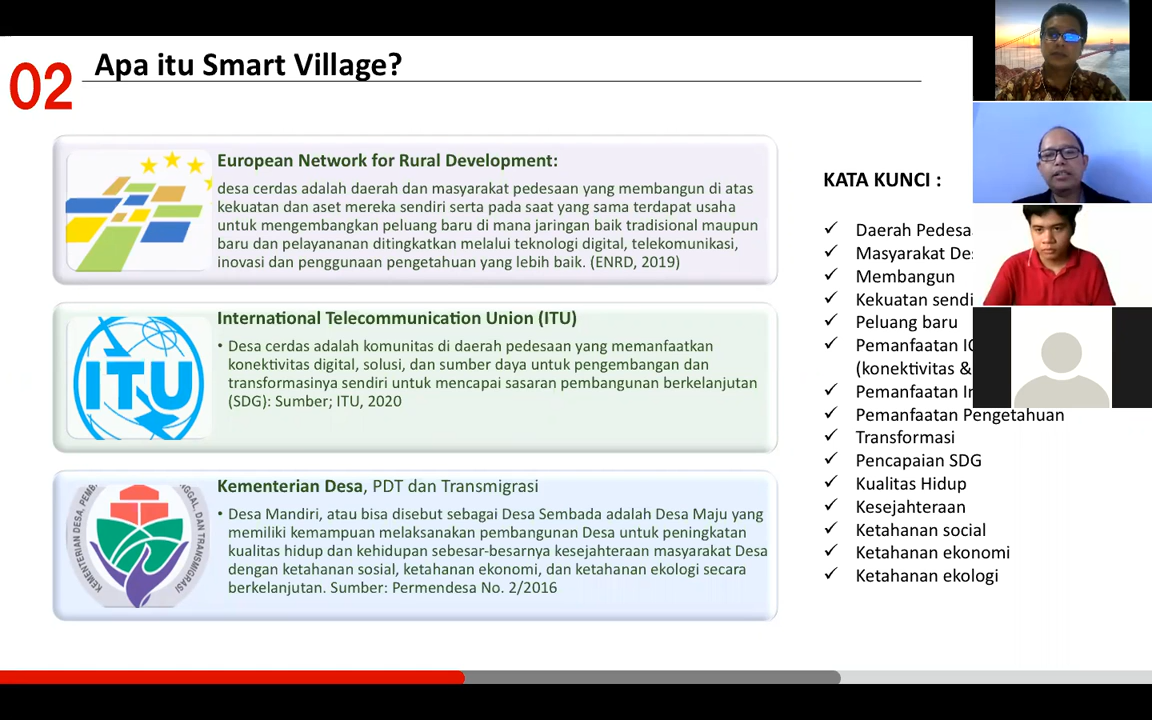 02
Apa itu Smart Village?
European Network for Rural Development:
desa cerdas adalah daerah dan masyarakat pedesaan yang membangun di atas
kekuatan dan aset mereka sendiri serta pada saat yang sama terdapat usaha
untuk mengembangkan peluang baru di mana jaringan baik tradisional maupun
baru dan pelayananan ditingkatkan melalui teknologi digital, telekomunikasi,
inovasi dan penggunaan pengetahuan yang lebih baik. (ENRD, 2019)
ITU
International Telecommunication Union (ITU)
• Desa cerdas adalah komunitas di daerah pedesaan yang memanfaatkan
konektivitas digital, solusi, dan sumber daya untuk pengembangan dan
transformasinya sendiri untuk mencapai sasaran pembangunan berkelanjutan
(SDG): Sumber; ITU, 2020
KEMENTERIAN DESA, DAN TRANSMIGRASI
Kementerian Desa, PDT dan Transmigrasi
• Desa Mandiri, atau bisa disebut sebagai Desa Sembada adalah Desa Maju yang
memiliki kemampuan melaksanakan pembangunan Desa untuk peningkatan
kualitas hidup dan kehidupan sebesar-besarnya kesejahteraan masyarakat Desa
dengan ketahanan sosial, ketahanan ekonomi, dan ketahanan ekologi secara
berkelanjutan. Sumber: Permendesa No. 2/2016
KATA KUNCI :
✓ Daerah
✓ Masyarakat
✓ Membangun
✓ Kekuatan
✓ Peluang baru
✓ Pemanfaatan
(konektivitas &
✓ Pemanfaatan
✓ Pemanfaatan Pengetahuan
✓ Transformasi
✓ Pencapaian SDG
✓ Kualitas Hidup
✓ Kesejahteraan
✓ Ketahanan social
✓ Ketahanan ekonomi
✓ Ketahanan ekologi